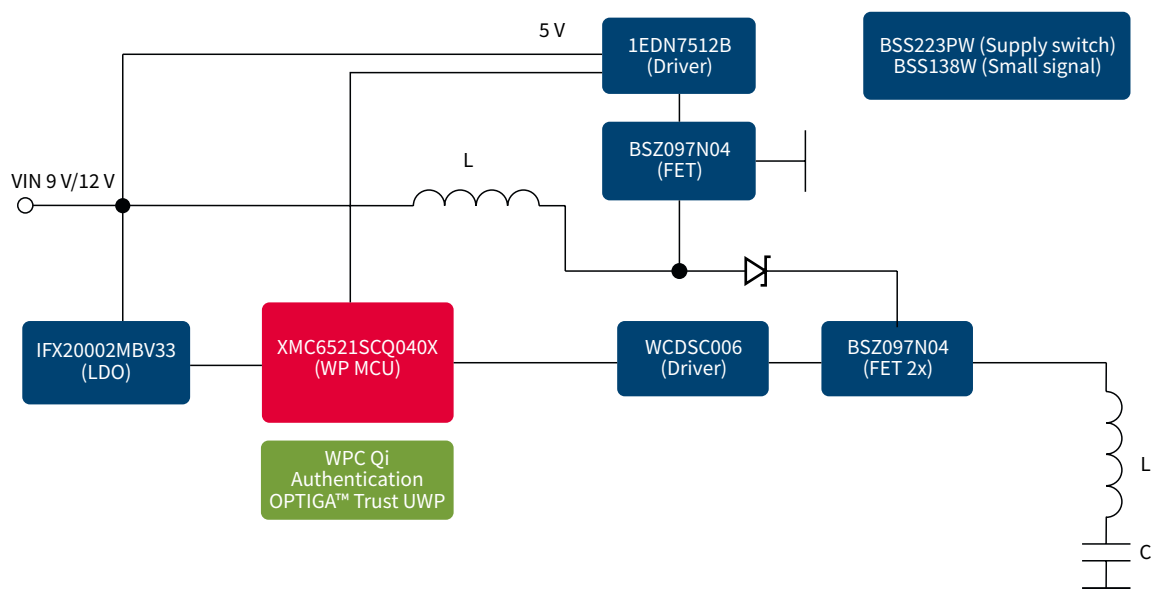 5 V
1EDN7512B
(Driver)
BSS223PW (Supply switch)
BSS138W (Small signal)
BSZ097N04
(FET)
L
VIN 9 V/12 V
IFX20002MBV33
(LDO)
XMC6521SCQ040X
(WP MCU)
WCDSC006
(Driver)
BSZ097N04
(FET 2x)
WPC Qi
Authentication
OPTIGA™ Trust UWP
L
C